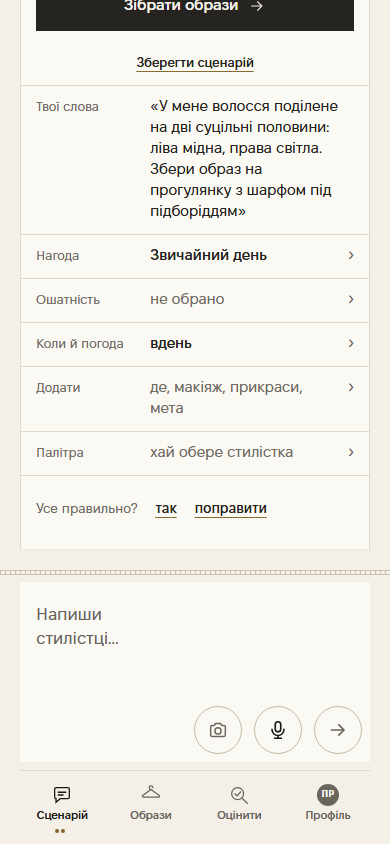 Зібрати образи →
Зберегти сценарій
Твої слова
«У мене волосся поділене
на дві суцільні половини:
ліва мідна, права світла.
Збери образ на
прогулянку з шарфом під
підборіддям»
Нагода Звичайний день
Ошатність не обрано
Коли й погода вдень
Додати де, макіяж, прикраси,
мета
Палітра хай обере стилістка
Усе правильно? так поправити
Напиши
стилістці...
ПР
Сценарій Образи Оцінити Профіль